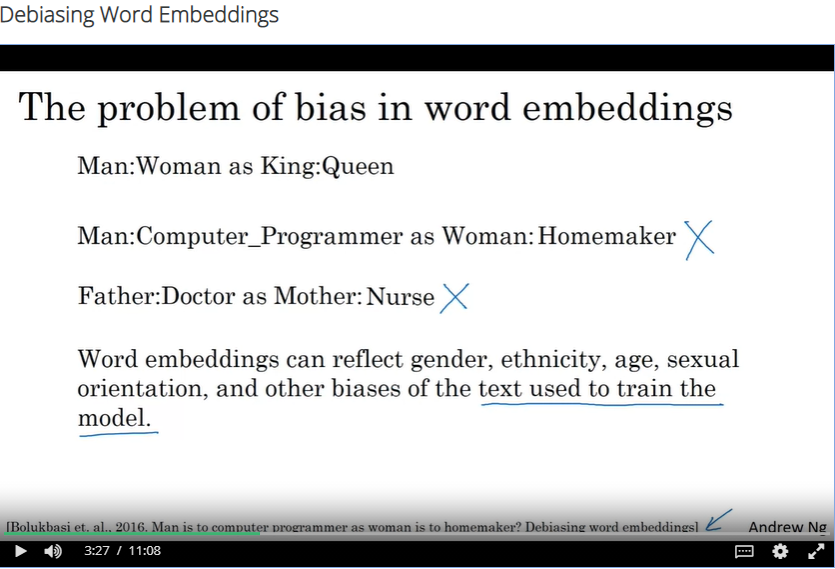 Debiasing Word Embeddings
The problem of bias in word embeddings
Man:Woman as King:Queen
Man:Computer_Programmer as Woman:Homemaker
Father:Doctor as Mother:Nurse
Word embeddings can reflect gender, ethnicity, age, sexual
orientation, and other biases of the text used to train the
model.
[Bolukbasi et. al., 2016. Man is to computer programmer as woman is to homemaker? Debiasing word embeddings]
Andrew Ng
3:27 / 11:08